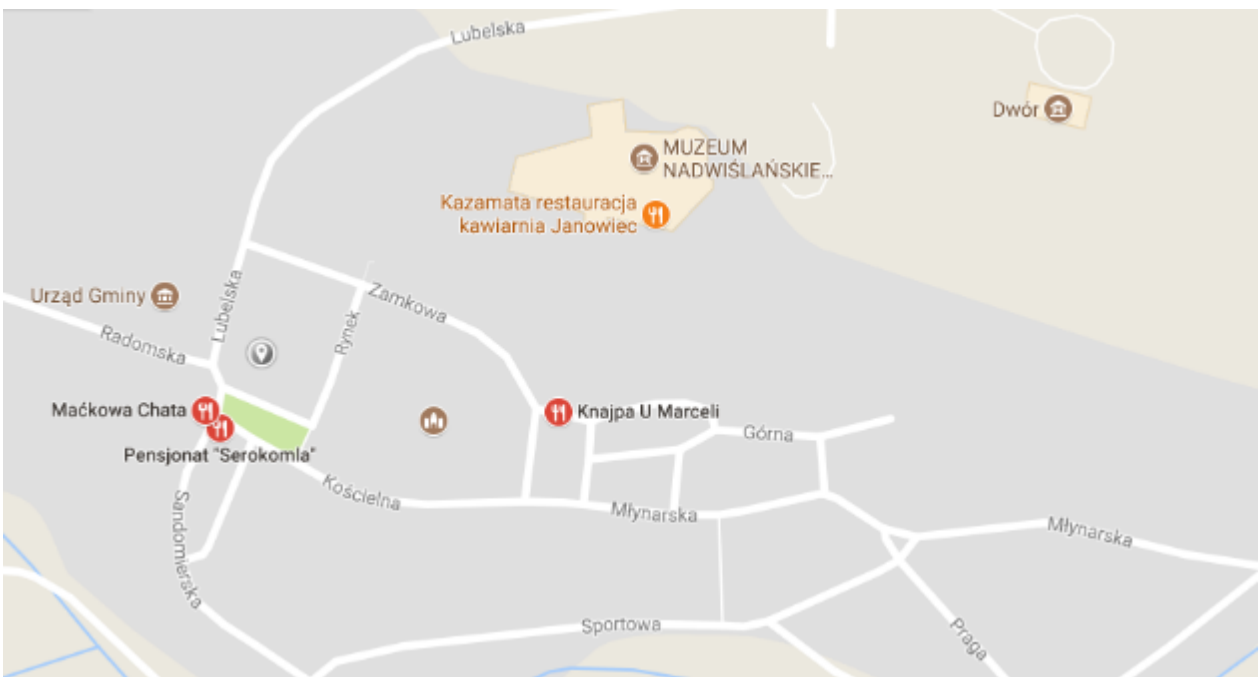 Lubelska
Dwór
MUZEUM
NADWIŚLAŃSKIE...
Kazamata restauracja
kawiarnia Janowiec
Urząd Gminy
Lubelska
Zamkowa
Rynek
Radomska
Maćkowa Chata
Knajpa U Marceli
Górna
Pensjonat "Serokomla"
Kościelna
Sandomierska
Młynarska
Młynarska
Sportowa
Praga